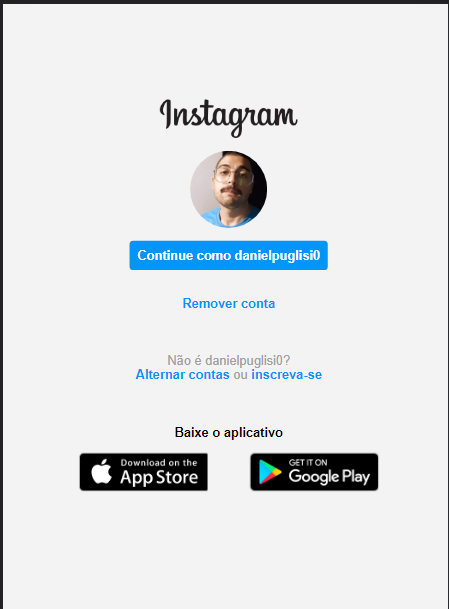 Instagram
Continue como danielpuglisi0
Remover conta
Não é danielpuglisi0?
Alternar contas ou inscreva-se
Baixe o aplicativo
Download on the
App Store
GET IT ON
Google Play